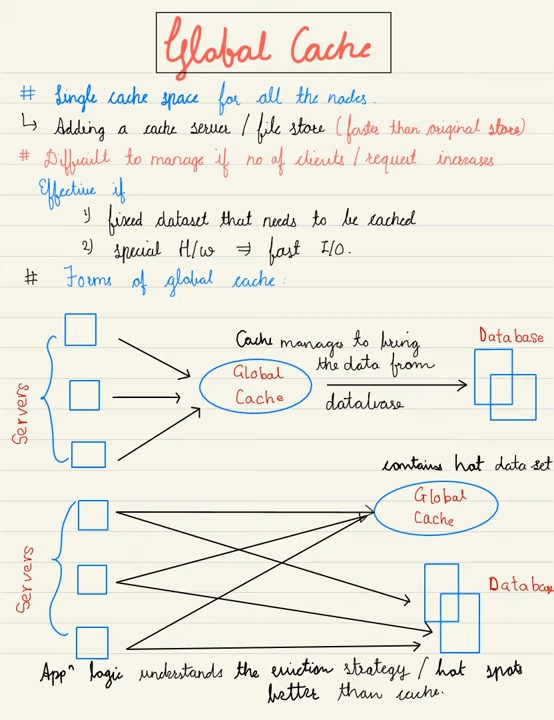 Global Cache
# Single cache space for all the nodes.
↳ Adding a cache server / file store (faster than original store)
# Difficult to manage if no of clients / request increases
Effective if
1) fixed dataset that needs to be cached
2) special H/w ⇒ fast I/O.
# Forms of global cache:
Servers
Cache manages to bring
the data from
database
Global
Cache
Database
contains hot data set
Servers
Global
Cache
Database
Appⁿ logic understands the eviction strategy / hot spots
better than cache.